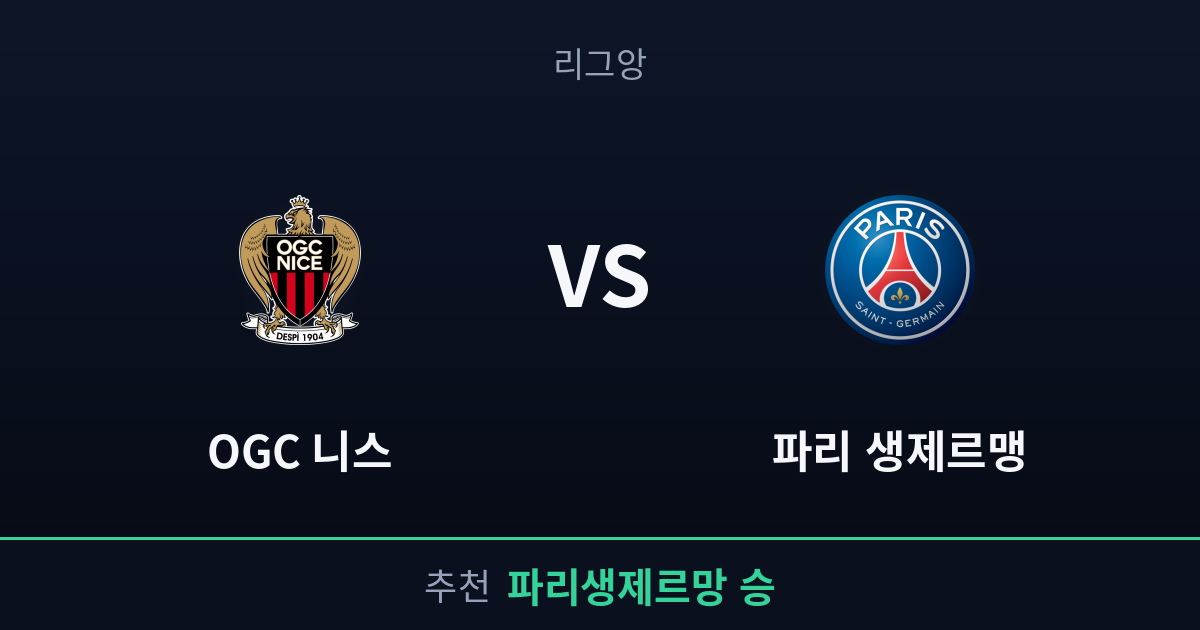 리그앙
OGC
NICE
DESPÍ 1904
VS
PARIS
SAINT - GERMAIN
OGC 니스
파리 생제르맹
추천 파리생제르망 승